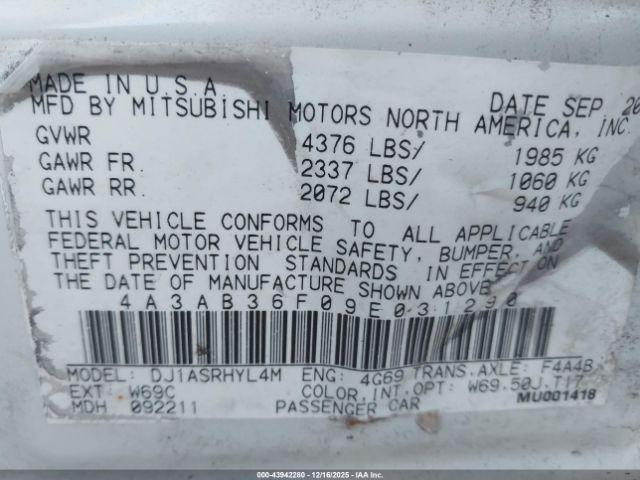 MADE IN U.S.A
DATE SEP 20
MFD BY MITSUBISHI MOTORS NORTH AMERICA, INC.
GVWR 4376 LBS/ 1985 KG
GAWR FR. 2337 LBS/ 1060 KG
GAWR RR. 2072 LBS/ 940 KG
THIS VEHICLE CONFORMS TO ALL APPLICABLE
FEDERAL MOTOR VEHICLE SAFETY, BUMPER, AND
THEFT PREVENTION STANDARDS IN EFFECT ON
THE DATE OF MANUFACTURE SHOWN ABOVE
4A3AB36F09E031290
MODEL: DJ1ASRHYL4M ENG: 4G69 TRANS.AXLE: F4A4B
EXT: W69C COLOR,INT.OPT: W69.50J.T17
MDH 092211 PASSENGER CAR MU001418
000-43942280 - 12/16/2025 - IAA4